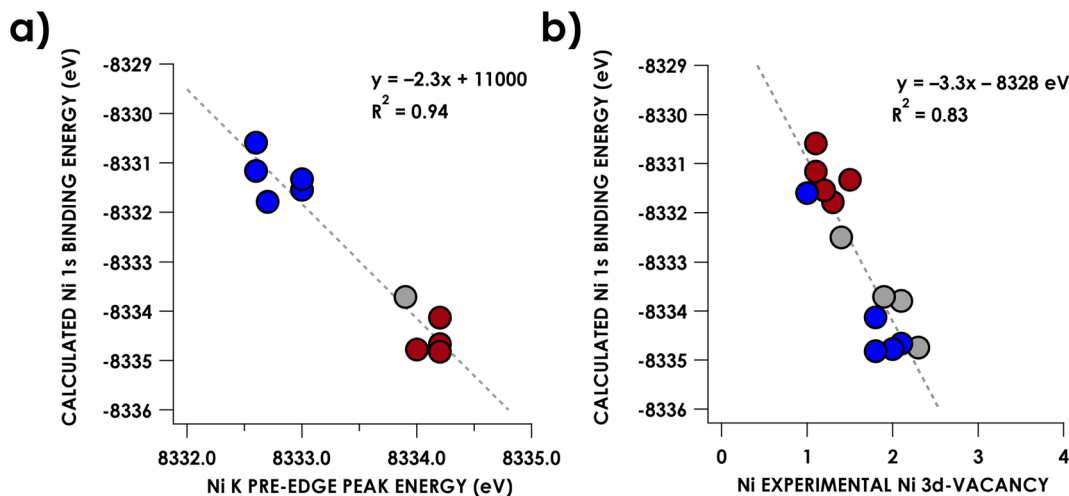 a)
CALCULATED Ni 1s BINDING ENERGY (eV)
-8329
-8330
-8331
-8332
-8333
-8334
-8335
-8336
y = –2.3x + 11000
R² = 0.94
8332.0
8333.0
8334.0
8335.0
Ni K PRE-EDGE PEAK ENERGY (eV)
b)
CALCULATED Ni 1s BINDING ENERGY (eV)
-8329
-8330
-8331
-8332
-8333
-8334
-8335
-8336
y = –3.3x – 8328 eV
R² = 0.83
0
1
2
3
4
Ni EXPERIMENTAL Ni 3d-VACANCY